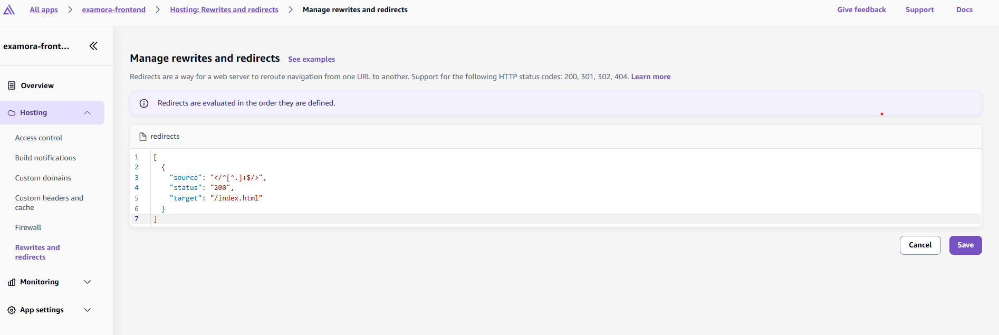 All apps > examora-frontend > Hosting: Rewrites and redirects > Manage rewrites and redirects
Give feedback Support Docs
examora-front...
Overview
Hosting
Access control
Build notifications
Custom domains
Custom headers and
cache
Firewall
Rewrites and
redirects
Monitoring
App settings
Manage rewrites and redirects See examples
Redirects are a way for a web server to reroute navigation from one URL to another. Support for the following HTTP status codes: 200, 301, 302, 404. Learn more
Redirects are evaluated in the order they are defined.
redirects
1 [
2 {
3 "source": "</^[^.]+$/>",
4 "status": "200",
5 "target": "/index.html"
6 }
7 ]
Cancel Save